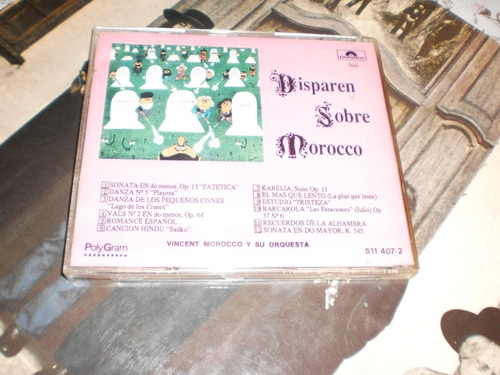 Polydor
Disparen
Sobre
Morocco
1 SONATA EN do menor, Op. 13 "PATETICA"
2 DANZA Nº 5 "Playera"
3 DANZA DE LOS PEQUEÑOS CISNES
"Lago de los Cisnes"
4 VALS Nº 2 EN do menor, Op. 64
5 ROMANCE ESPAÑOL
6 CANCION HINDU "Sadko"
7 KARELIA, Suite Op. 11
8 EL MAS QUE LENTO (La plus que lente)
9 ESTUDIO "TRISTEZA"
10 BARCAROLA "Las Estaciones" (Julio) Op.
37 Nº 6
11 RECUERDOS DE LA ALHAMBRA
12 SONATA EN DO MAYOR, K. 545
PolyGram
VINCENT MOROCCO Y SU ORQUESTA
511 407-2